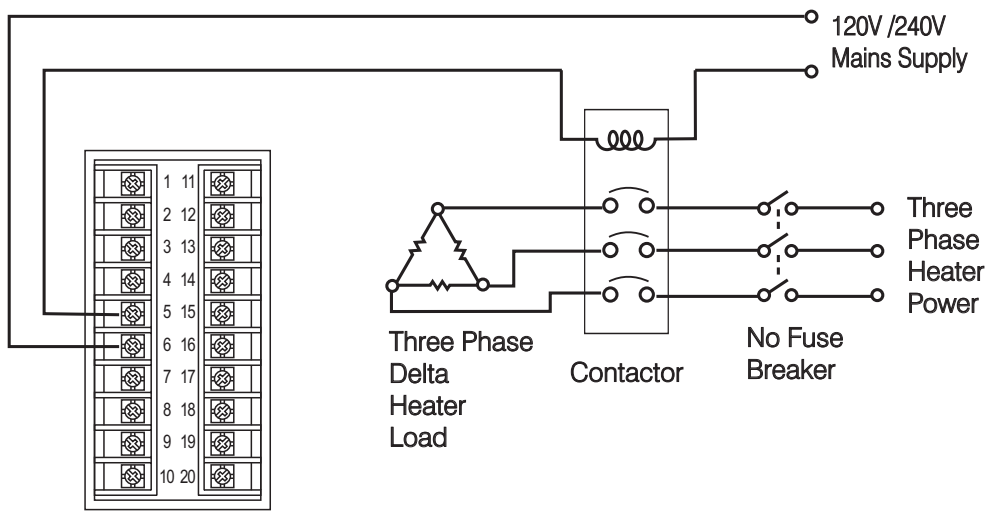 120V /240V
Mains Supply
1 11
2 12
3 13
4 14
5 15
6 16
7 17
8 18
9 19
10 20
Three
Phase
Heater
Power
Three Phase
Delta
Heater
Load
Contactor
No Fuse
Breaker